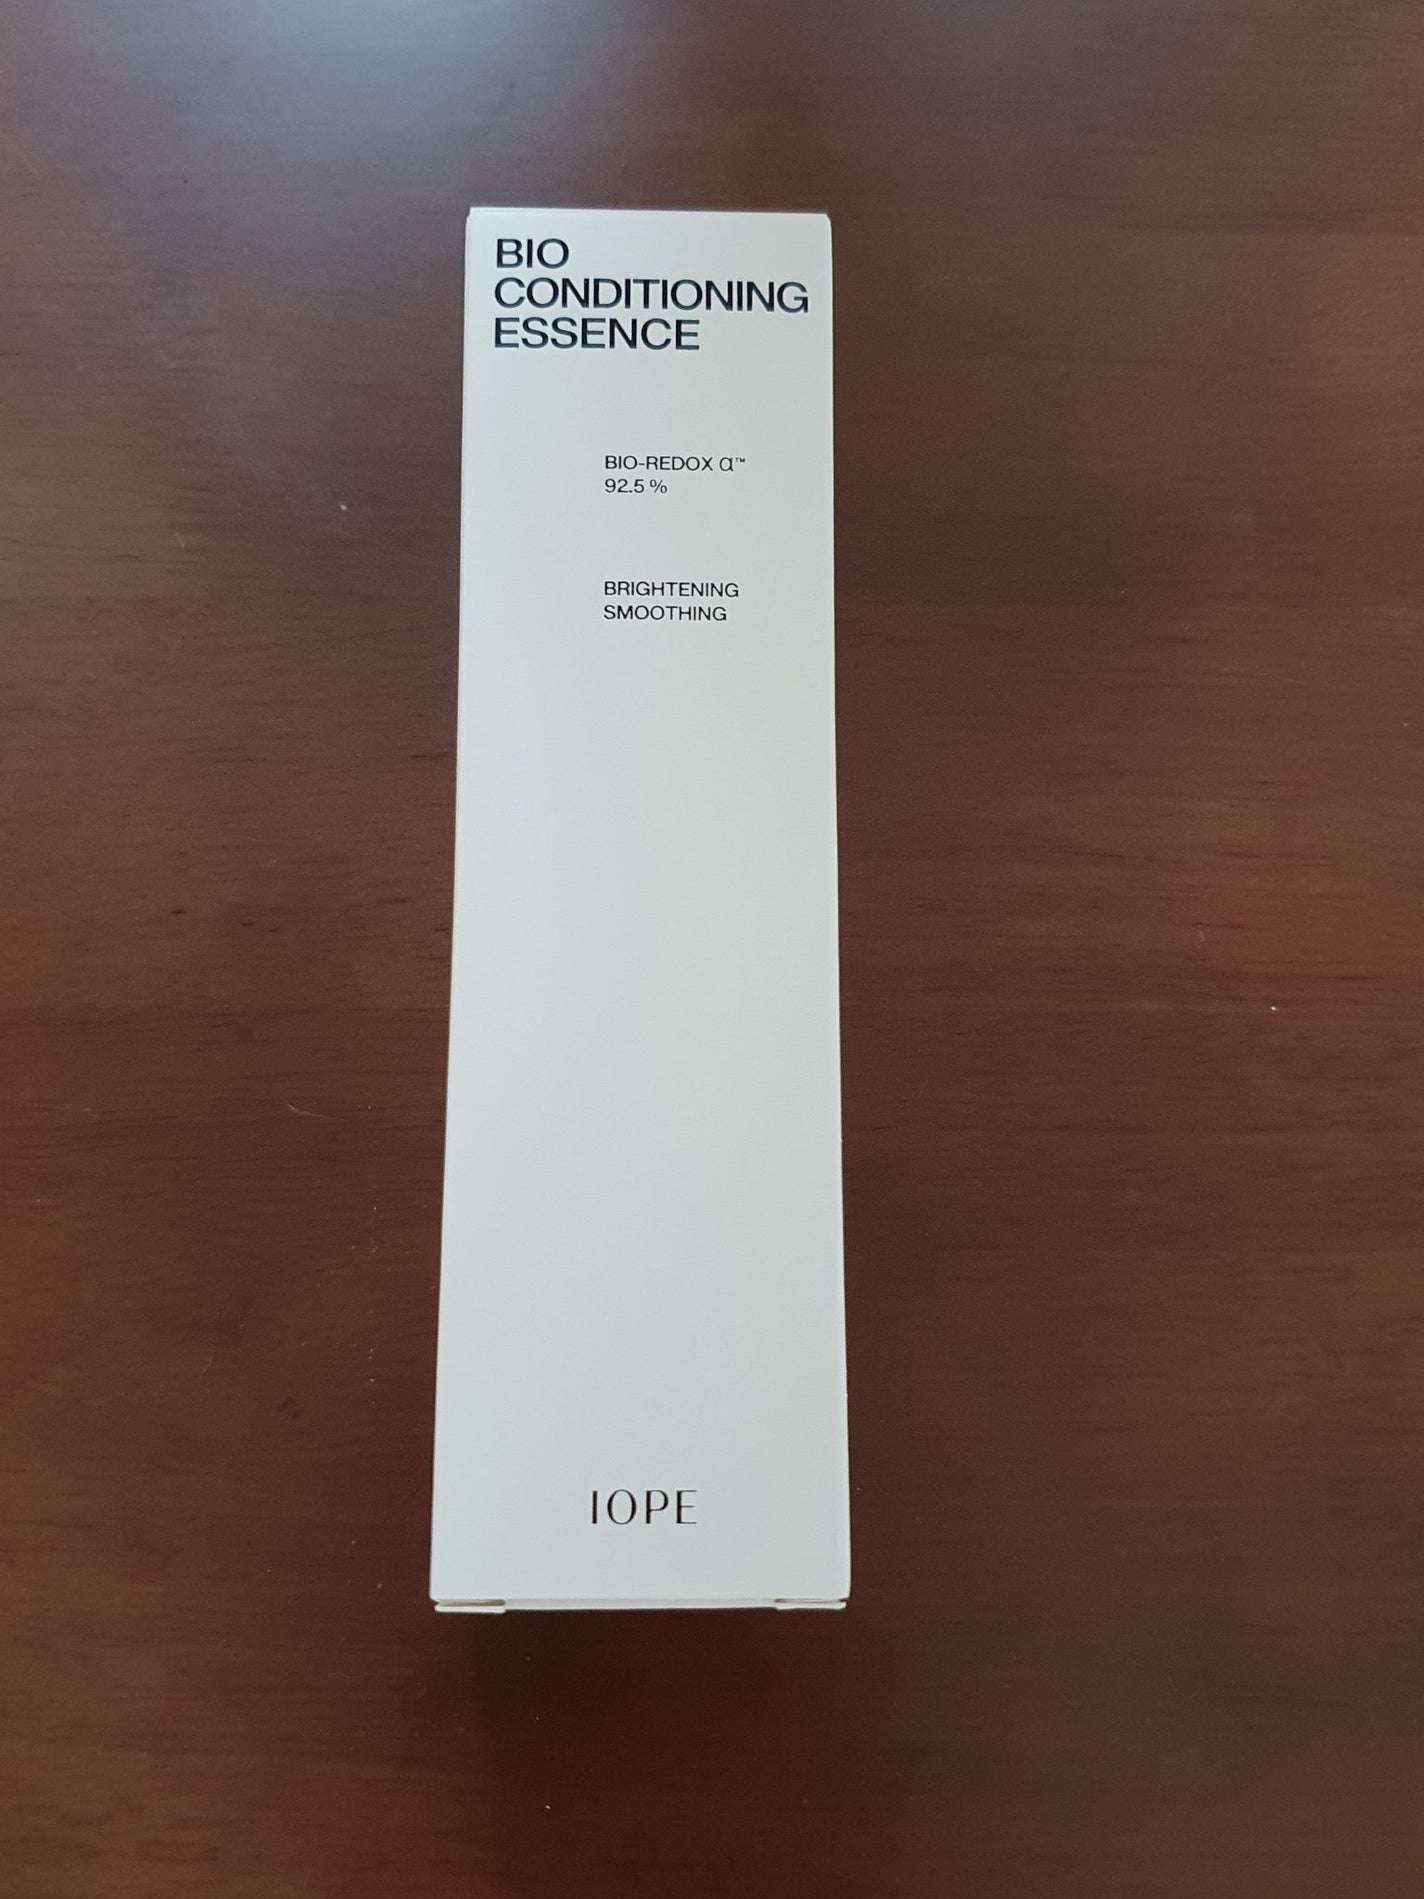 BIO
CONDITIONING
ESSENCE
BIO-REDOX α™
92.5 %
BRIGHTENING
SMOOTHING
IOPE